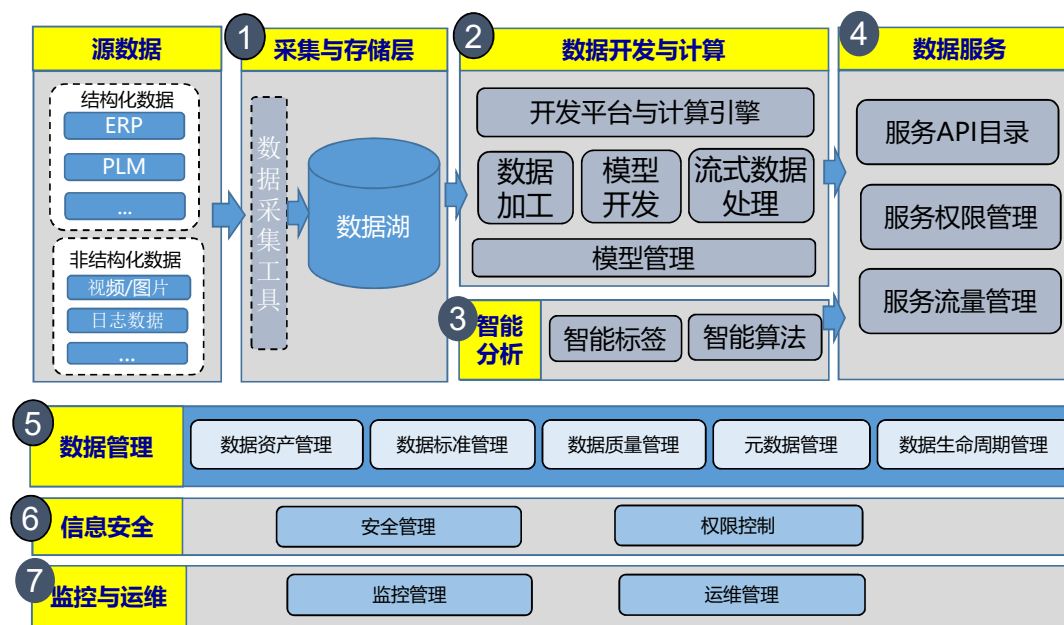 源数据
结构化数据
ERP
PLM
...
非结构化数据
视频/图片
日志数据
...
1
采集与存储层
数据采集工具
数据湖
2
数据开发与计算
开发平台与计算引擎
数据
加工
模型
开发
流式数据
处理
模型管理
3
智能
分析
智能标签
智能算法
4
数据服务
服务API目录
服务权限管理
服务流量管理
5
数据管理
数据资产管理
数据标准管理
数据质量管理
元数据管理
数据生命周期管理
6
信息安全
安全管理
权限控制
7
监控与运维
监控管理
运维管理